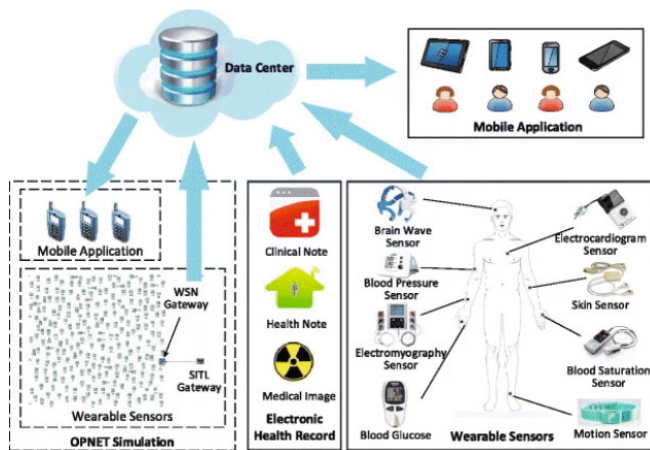 Data Center
Mobile Application
Mobile Application
WSN
Gateway
SITL
Gateway
Wearable Sensors
OPNET Simulation
Clinical Note
Health Note
Medical Image
Electronic
Health Record
Brain Wave
Sensor
Blood Pressure
Sensor
Electromyography
Sensor
Blood Glucose
Electrocardiogram
Sensor
Skin Sensor
Blood Saturation
Sensor
Motion Sensor
Wearable Sensors